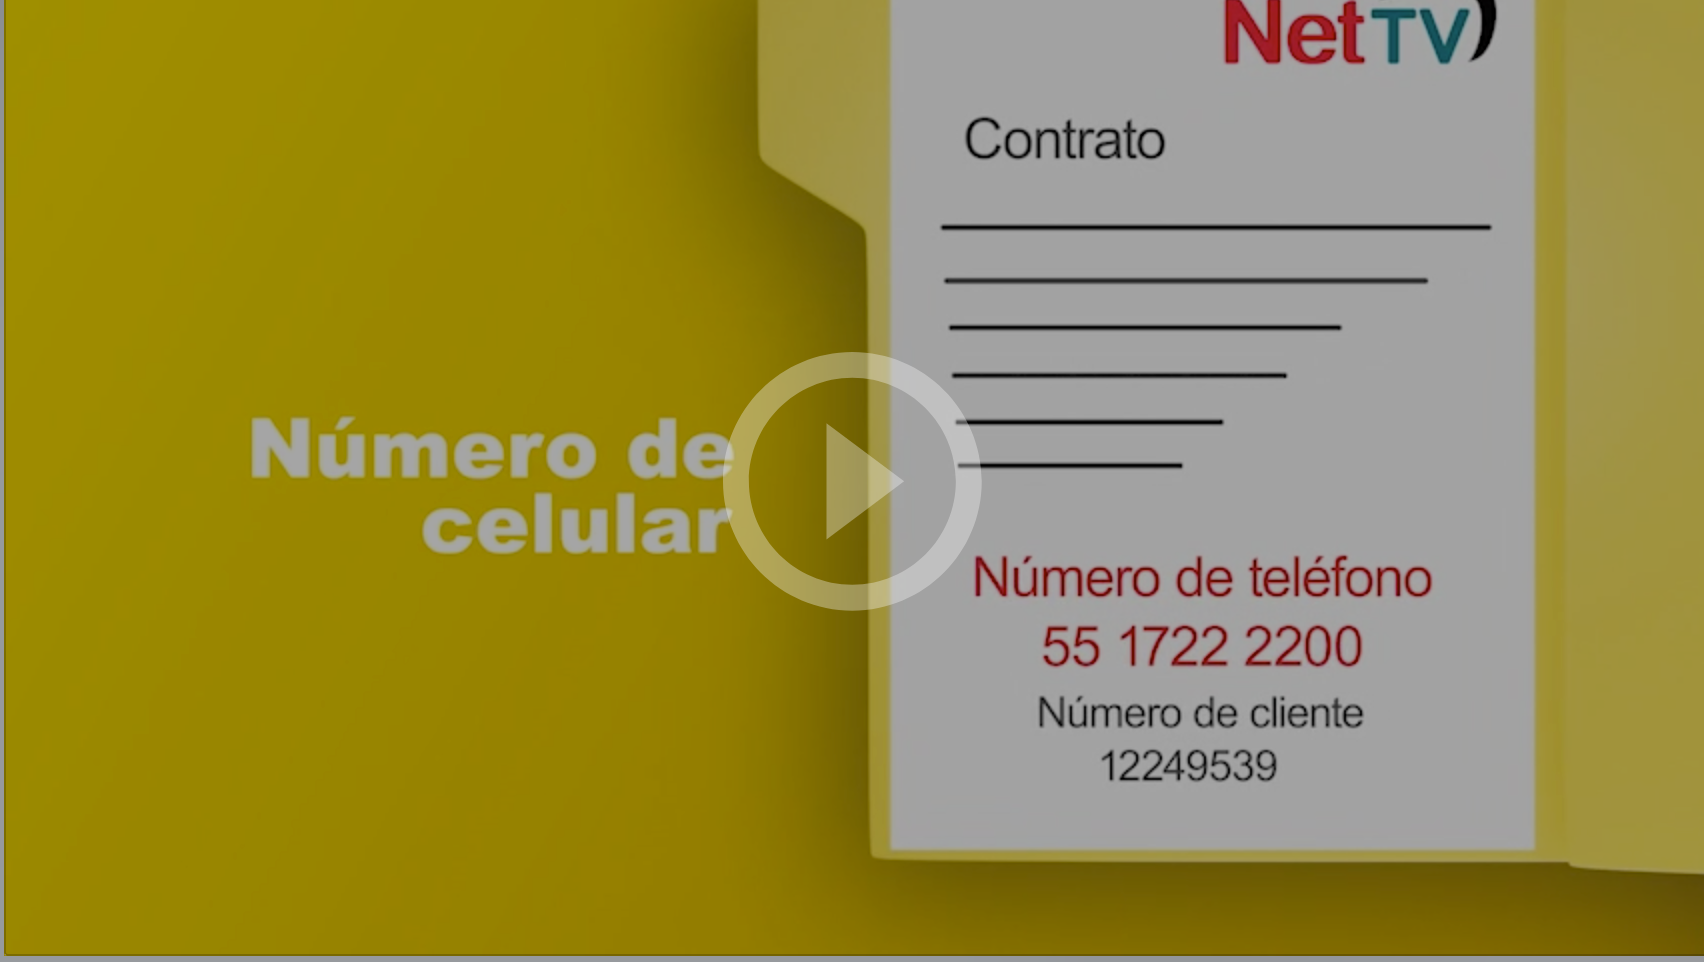 NetTV
Contrato
Número de
celular
Número de teléfono
55 1722 2200
Número de cliente
12249539